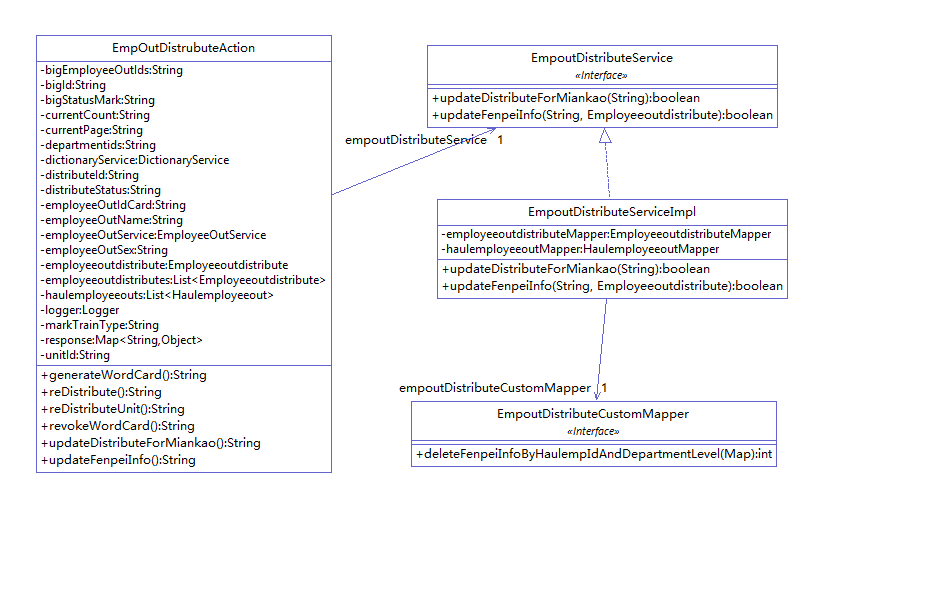 EmpOutDistrubuteAction
-bigEmployeeOutIds:String
-bigId:String
-bigStatusMark:String
-currentCount:String
-currentPage:String
-departmentids:String
-dictionaryService:DictionaryService
-distributeId:String
-distributeStatus:String
-employeeOutIdCard:String
-employeeOutName:String
-employeeOutService:EmployeeOutService
-employeeOutSex:String
-employeeoutdistribute:Employeeoutdistribute
-employeeoutdistributes:List<Employeeoutdistribute>
-haulemployeeouts:List<Haulemployeeout>
-logger:Logger
-markTrainType:String
-response:Map<String,Object>
-unitId:String
+generateWordCard():String
+reDistribute():String
+reDistributeUnit():String
+revokeWordCard():String
+updateDistributeForMiankao():String
+updateFenpeiInfo():String
empoutDistributeService 1
EmpoutDistributeService
«Interface»
+updateDistributeForMiankao(String):boolean
+updateFenpeiInfo(String, Employeeoutdistribute):boolean
EmpoutDistributeServiceImpl
-employeeoutdistributeMapper:EmployeeoutdistributeMapper
-haulemployeeoutMapper:HaulemployeeoutMapper
+updateDistributeForMiankao(String):boolean
+updateFenpeiInfo(String, Employeeoutdistribute):boolean
empoutDistributeCustomMapper 1
EmpoutDistributeCustomMapper
«Interface»
+deleteFenpeiInfoByHaulempIdAndDepartmentLevel(Map):int